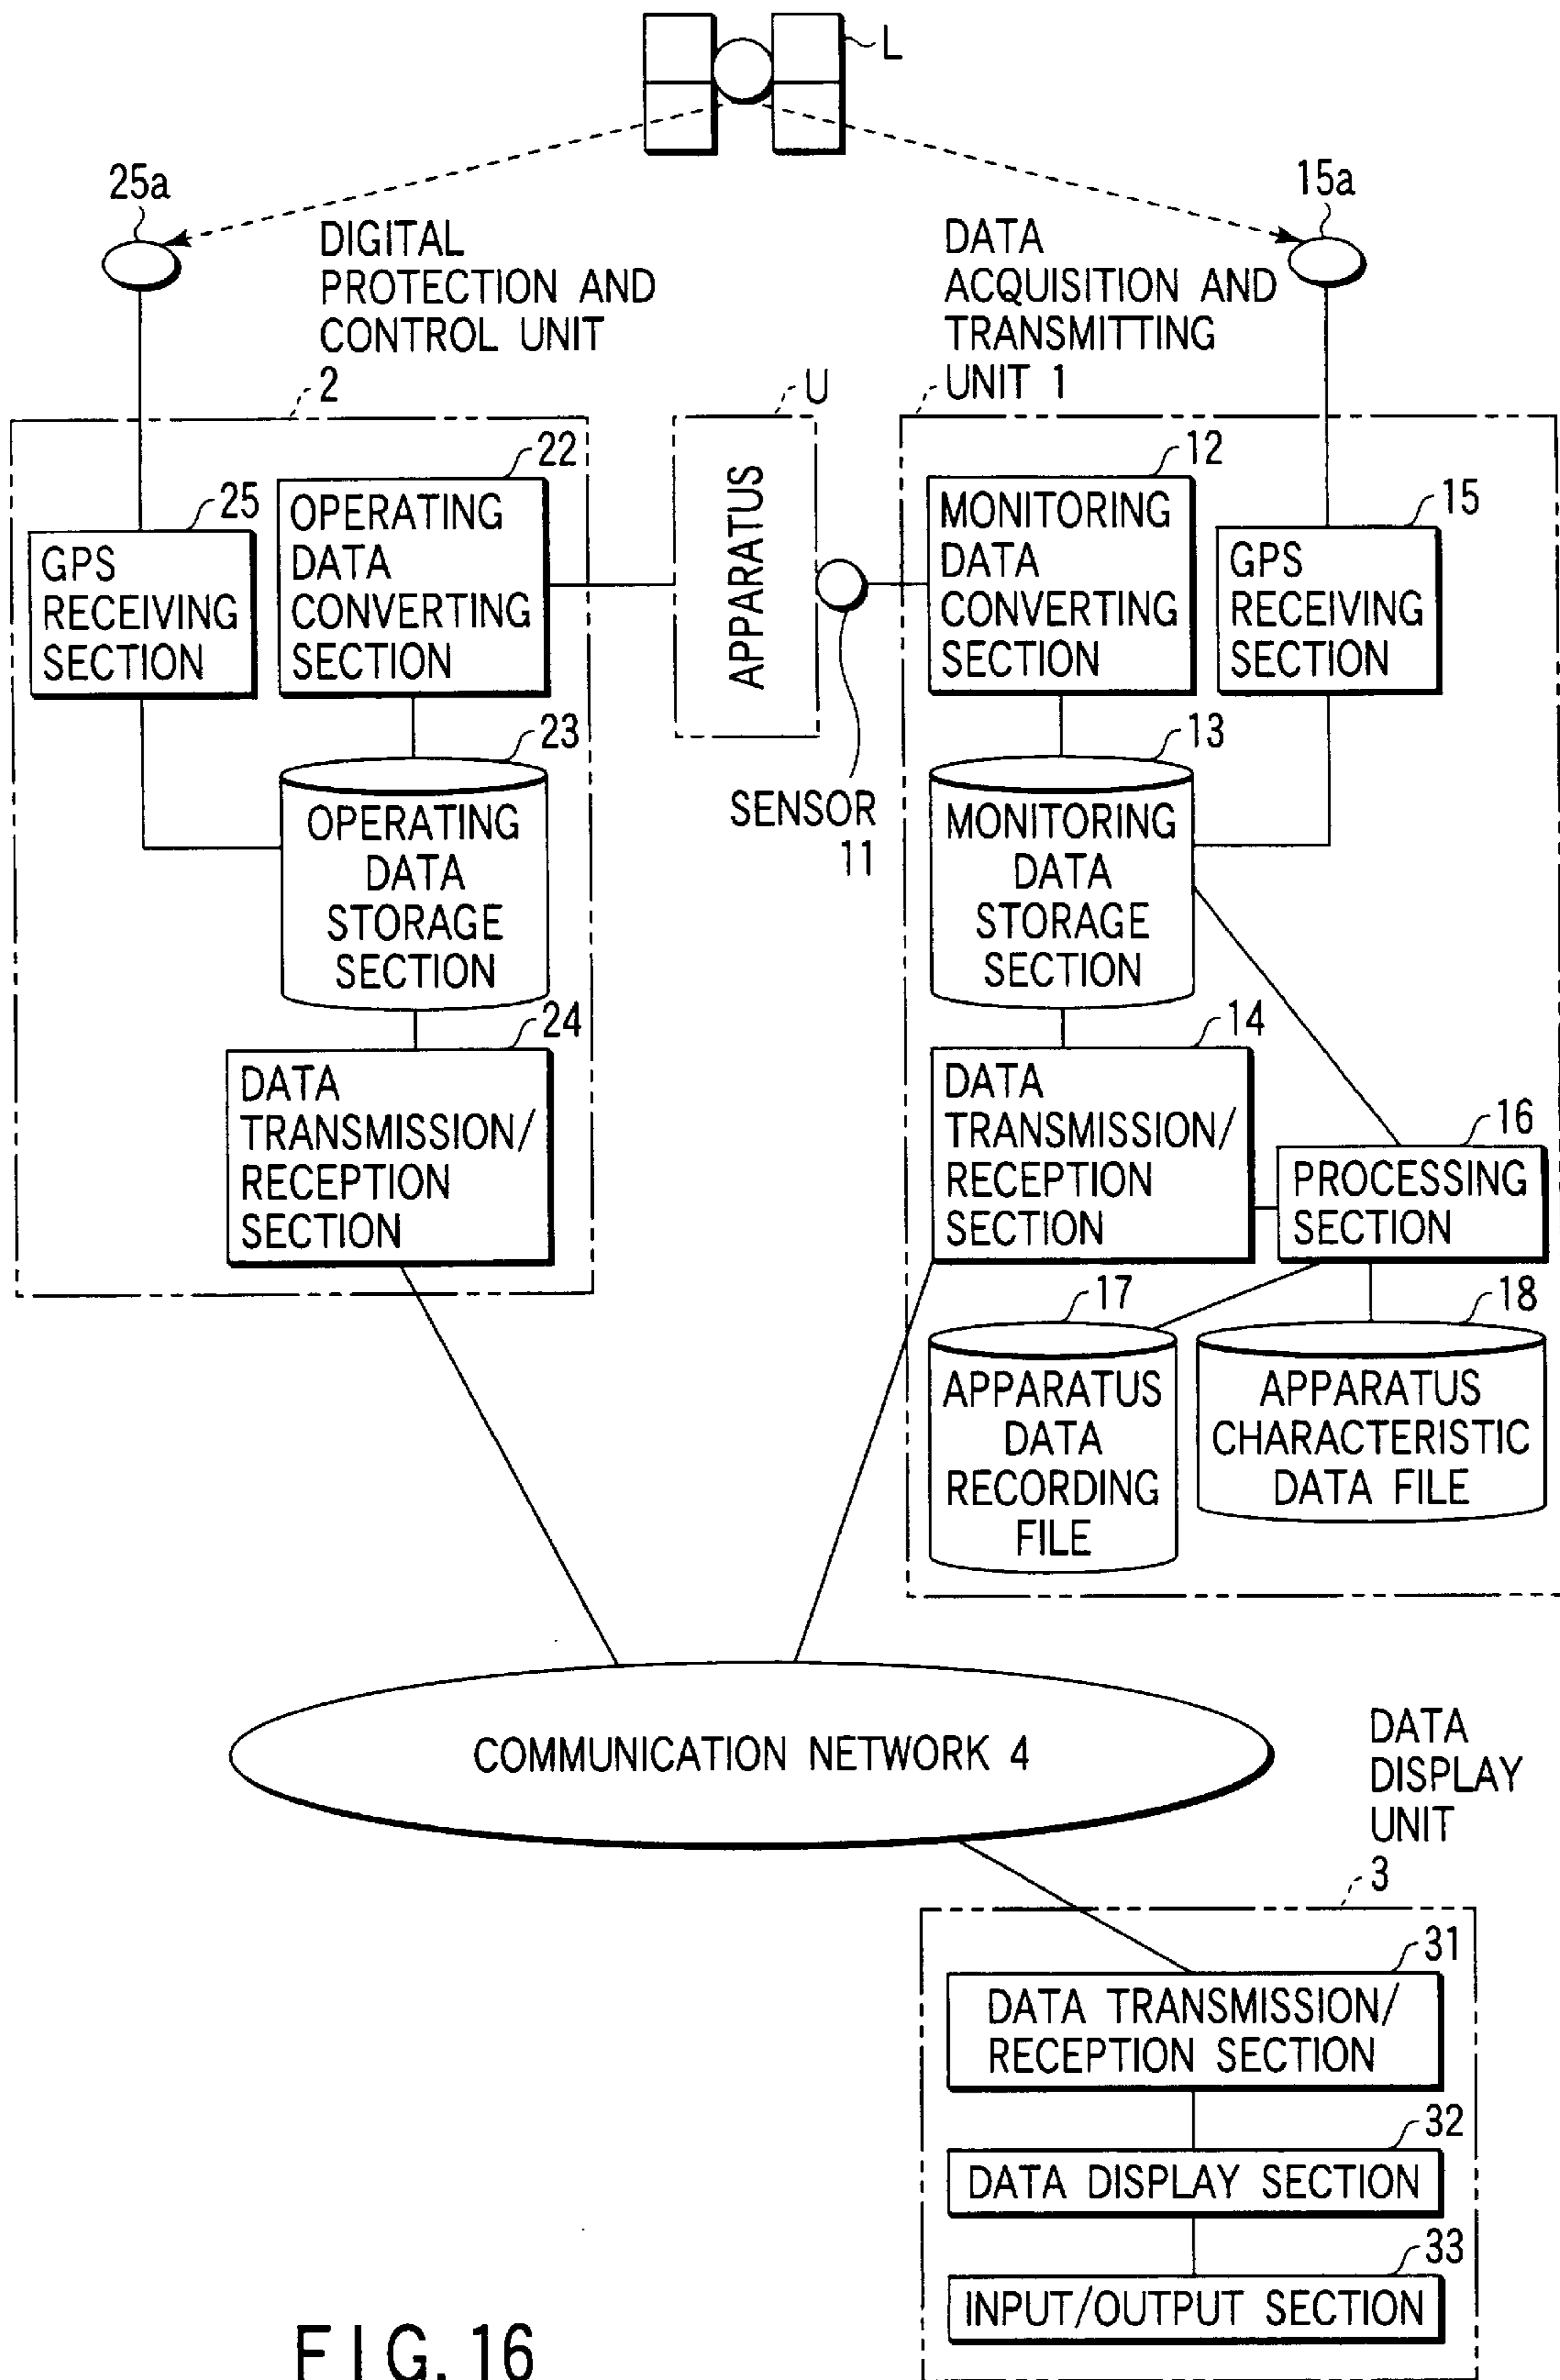 L
25a
15a
DIGITAL
PROTECTION AND
CONTROL UNIT
2
DATA
ACQUISITION AND
TRANSMITTING
UNIT 1
U
22
12
25
OPERATING
DATA
CONVERTING
SECTION
GPS
RECEIVING
SECTION
APPARATUS
MONITORING
DATA
CONVERTING
SECTION
15
GPS
RECEIVING
SECTION
23
OPERATING
DATA
STORAGE
SECTION
SENSOR
11
13
MONITORING
DATA
STORAGE
SECTION
24
DATA
TRANSMISSION/
RECEPTION
SECTION
14
DATA
TRANSMISSION/
RECEPTION
SECTION
16
PROCESSING
SECTION
17
APPARATUS
DATA
RECORDING
FILE
18
APPARATUS
CHARACTERISTIC
DATA FILE
COMMUNICATION NETWORK 4
DATA
DISPLAY
UNIT
3
31
DATA TRANSMISSION/
RECEPTION SECTION
32
DATA DISPLAY SECTION
33
INPUT/OUTPUT SECTION
FIG. 16